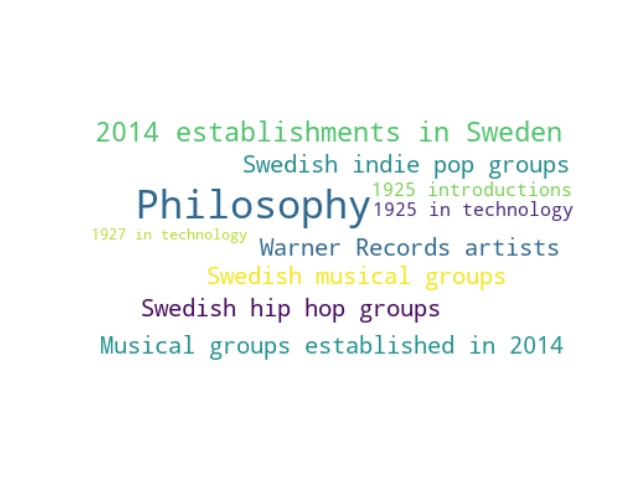 2014 establishments in Sweden
Swedish indie pop groups
1925 introductions
Philosophy
1925 in technology
1927 in technology
Warner Records artists
Swedish musical groups
Swedish hip hop groups
Musical groups established in 2014